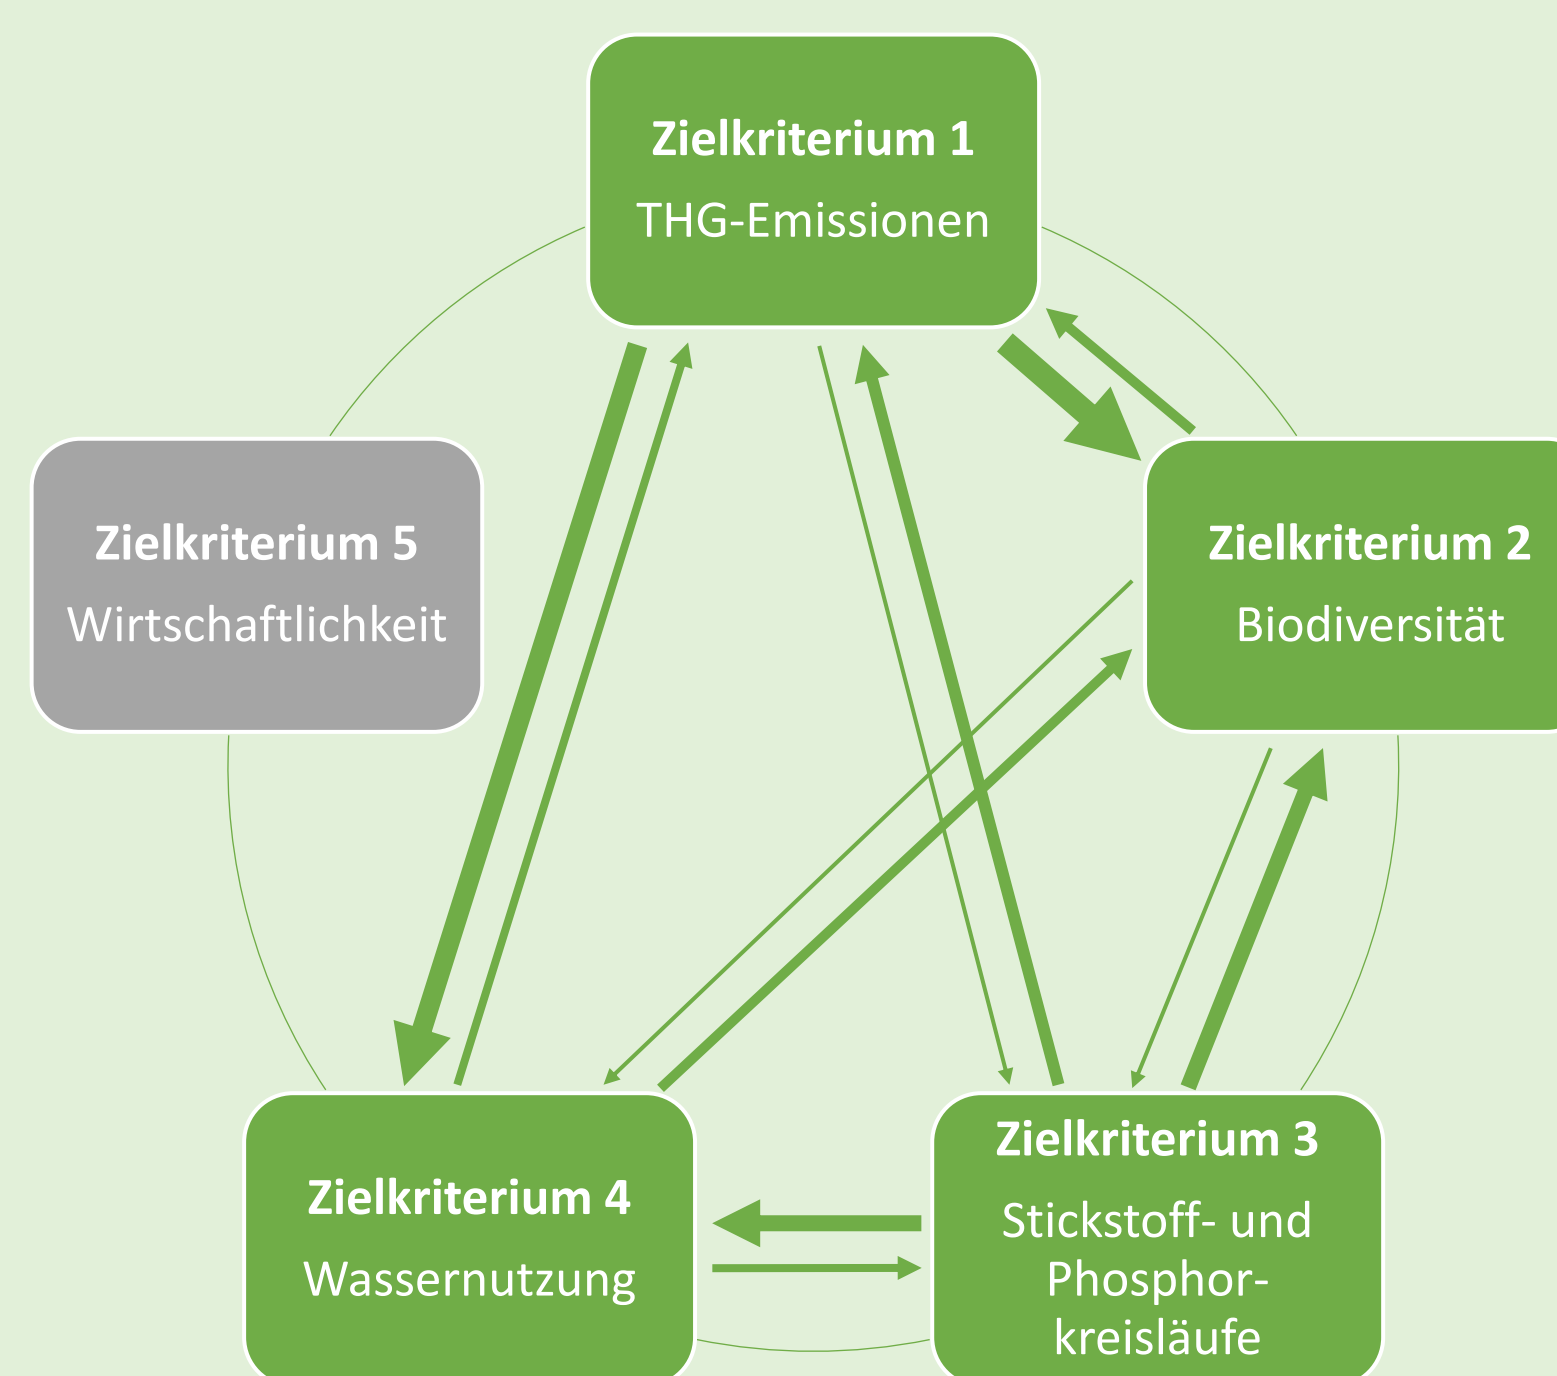 Zielkriterium 1
THG-Emissionen
Zielkriterium 5
Wirtschaftlichkeit
Zielkriterium 2
Biodiversität
Zielkriterium 4
Wassernutzung
Zielkriterium 3
Stickstoff- und
Phosphor-
kreisläufe